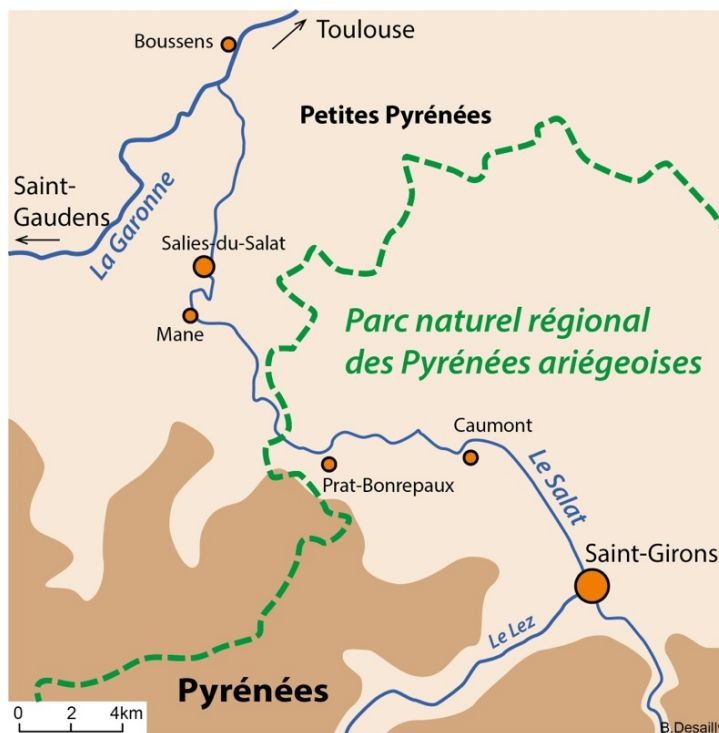 Boussens
Toulouse
Petites Pyrénées
Saint-
Gaudens
La Garonne
Salies-du-Salat
Mane
Parc naturel régional
des Pyrénées ariégeoises
Caumont
Prat-Bonrepaux
Le Salat
Saint-Girons
Le Lez
Pyrénées
0 2 4km
B.Desailly